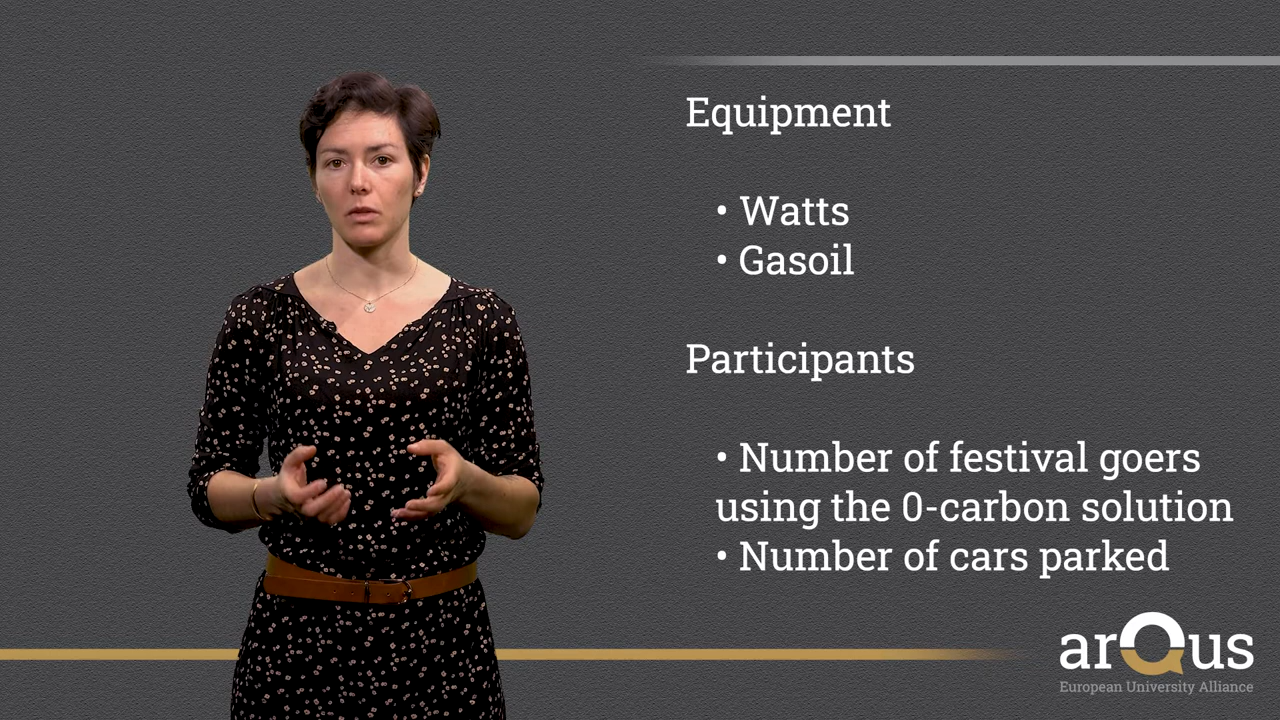 Equipment
• Watts
• Gasoil
Participants
• Number of festival goers
using the 0-carbon solution
• Number of cars parked
arQus
European University Alliance